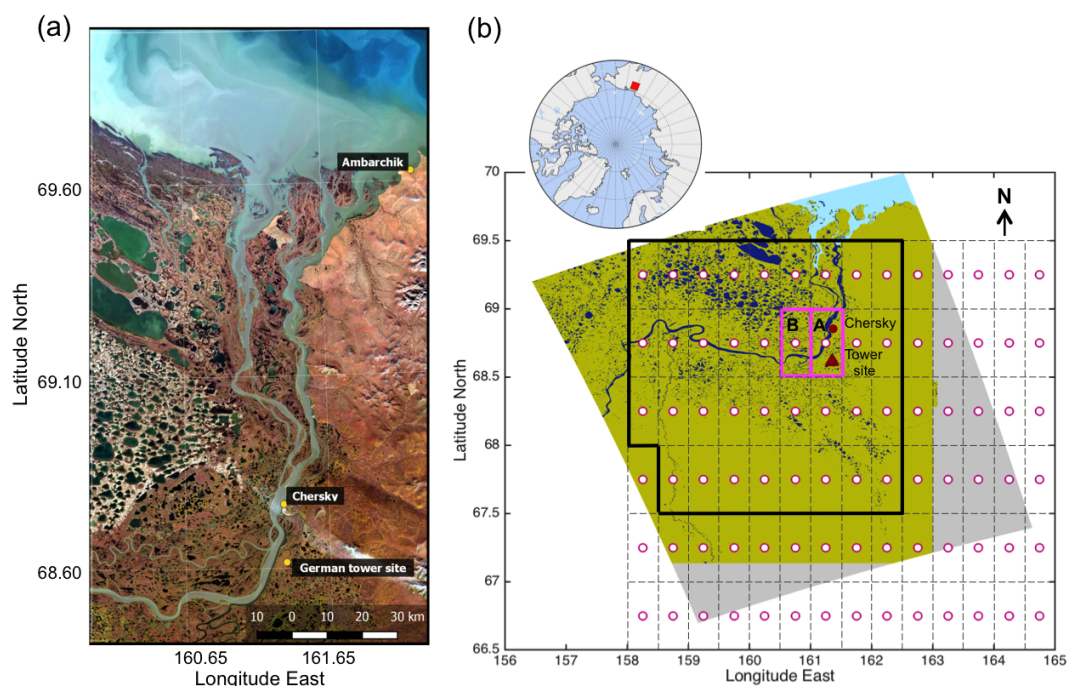 (a)
Ambarchik
69.60
Latitude North
69.10
Chersky
68.60
German tower site
10 0 10 20 30 km
160.65 161.65
Longitude East
(b)
70
N
69.5
69
B A Chersky
Tower
site
68.5
Latitude North
68
67.5
67
66.5
156 157 158 159 160 161 162 163 164 165
Longitude East